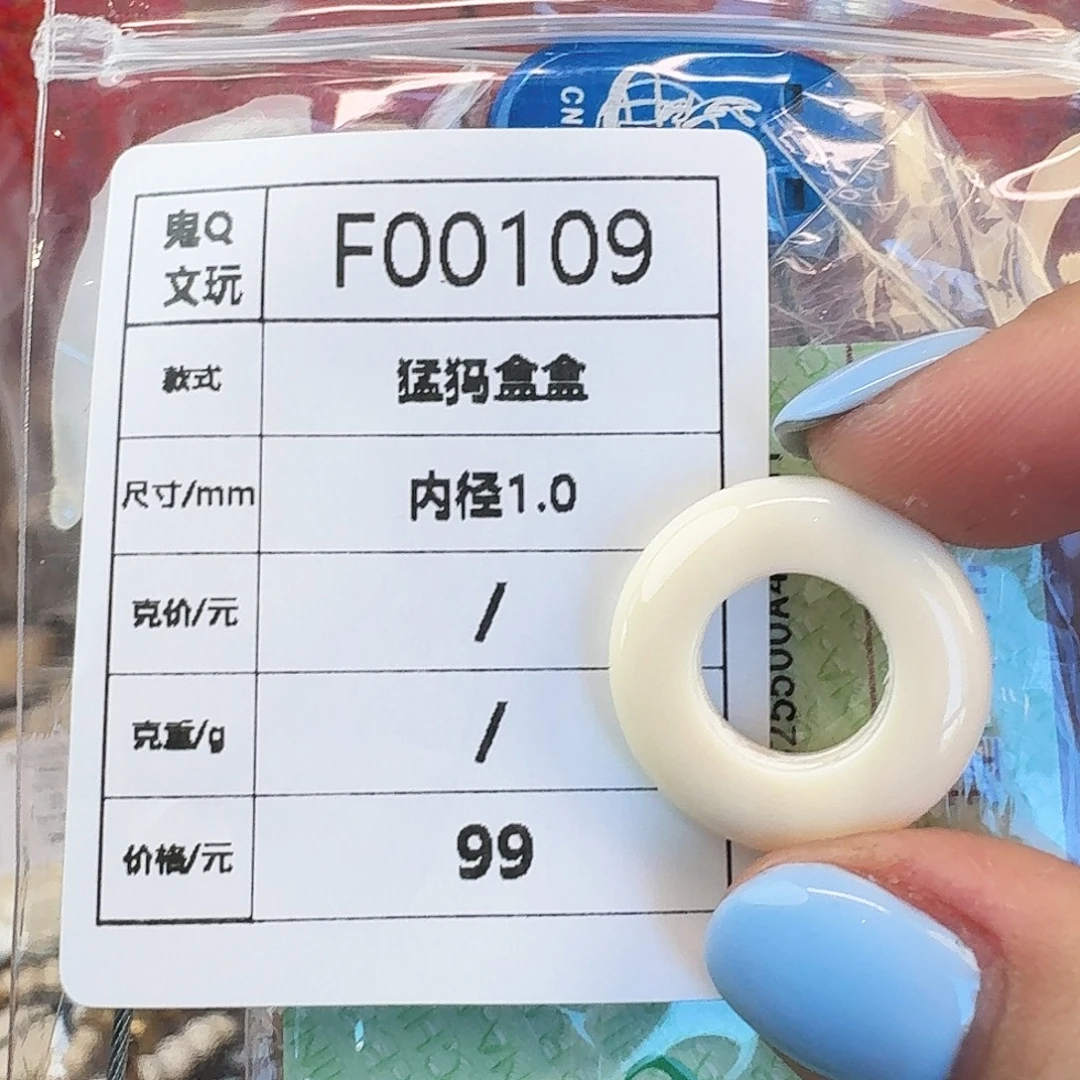 CN
鬼Q
文玩
F00109
款式
猛犸盒盒
尺寸/mm
内径1.0
克价/元
/
克重/g
/
价格/元
99